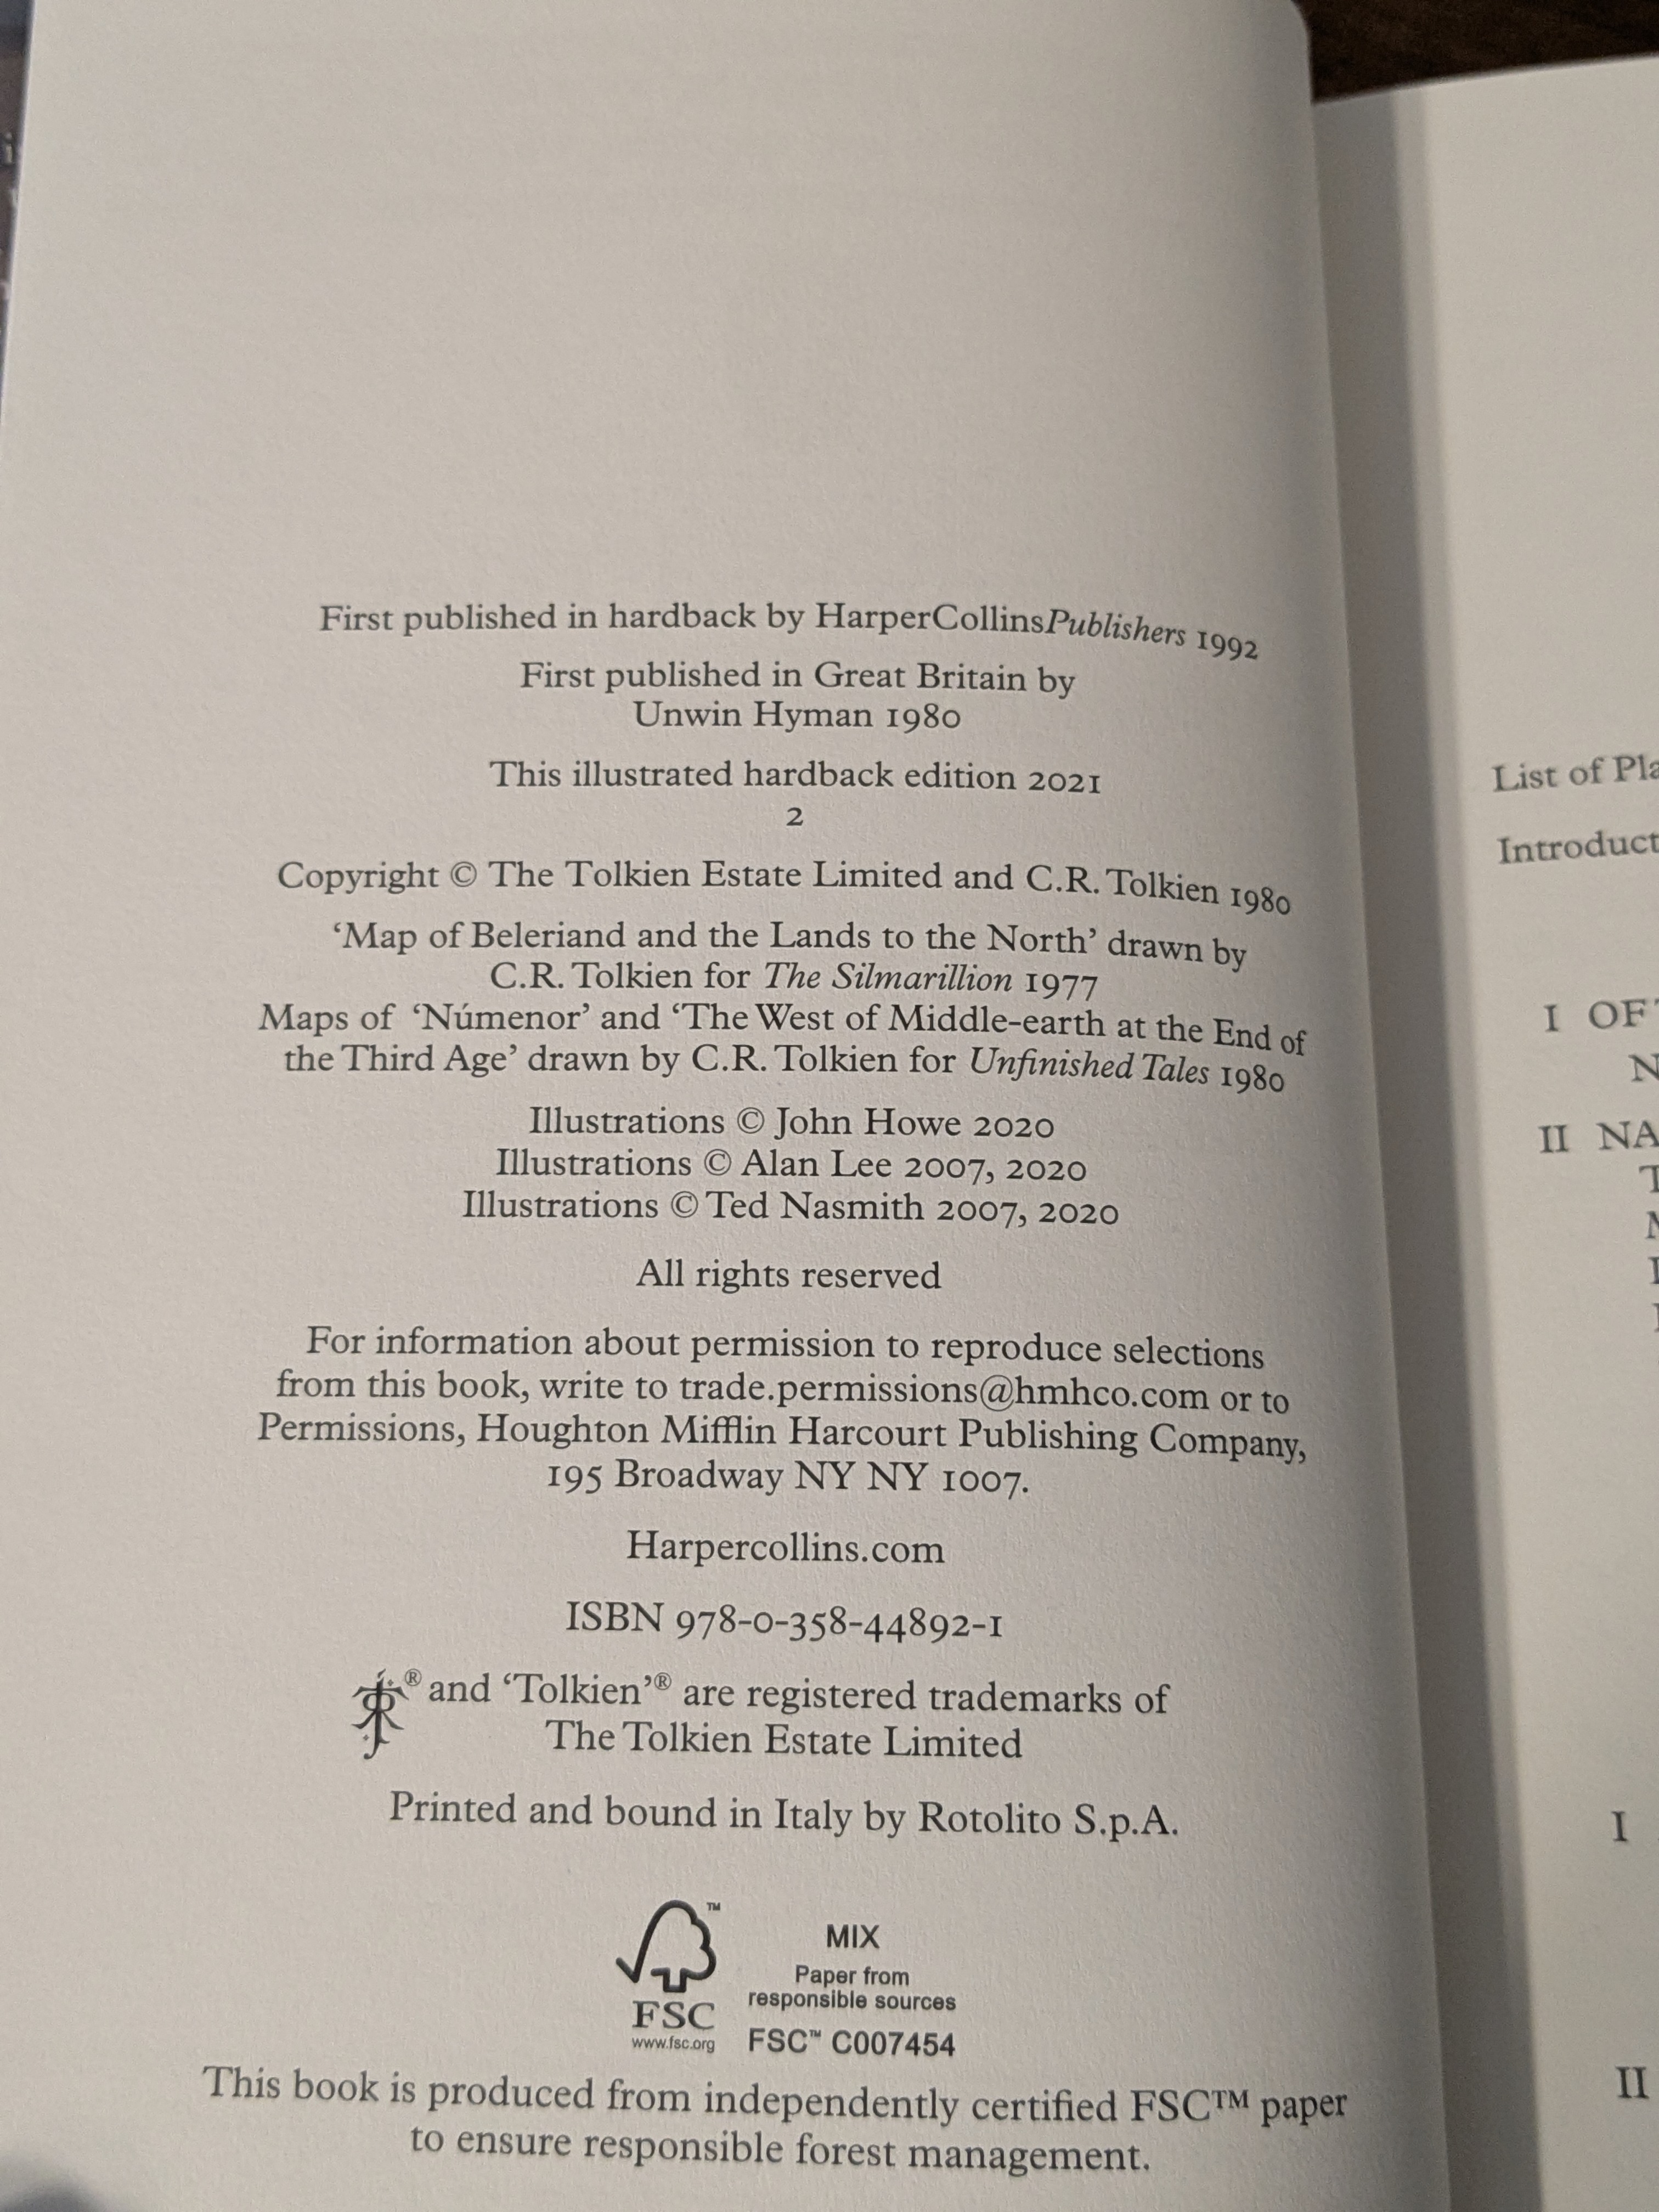 First published in hardback by HarperCollinsPublishers 1992
First published in Great Britain by
Unwin Hyman 1980
This illustrated hardback edition 2021
2
Copyright © The Tolkien Estate Limited and C.R. Tolkien 1980
‘Map of Beleriand and the Lands to the North’ drawn by
C.R. Tolkien for The Silmarillion 1977
Maps of ‘Númenor’ and ‘The West of Middle-earth at the End of
the Third Age’ drawn by C.R. Tolkien for Unfinished Tales 1980
Illustrations © John Howe 2020
Illustrations © Alan Lee 2007, 2020
Illustrations © Ted Nasmith 2007, 2020
All rights reserved
For information about permission to reproduce selections
from this book, write to trade.permissions@hmhco.com or to
Permissions, Houghton Mifflin Harcourt Publishing Company,
195 Broadway NY NY 1007.
Harpercollins.com
ISBN 978-0-358-44892-1
® and ‘Tolkien’® are registered trademarks of
The Tolkien Estate Limited
Printed and bound in Italy by Rotolito S.p.A.
TM
FSC
www.fsc.org
MIX
Paper from
responsible sources
FSC™ C007454
This book is produced from independently certified FSC™ paper
to ensure responsible forest management.
List of
I OF
II
I
II